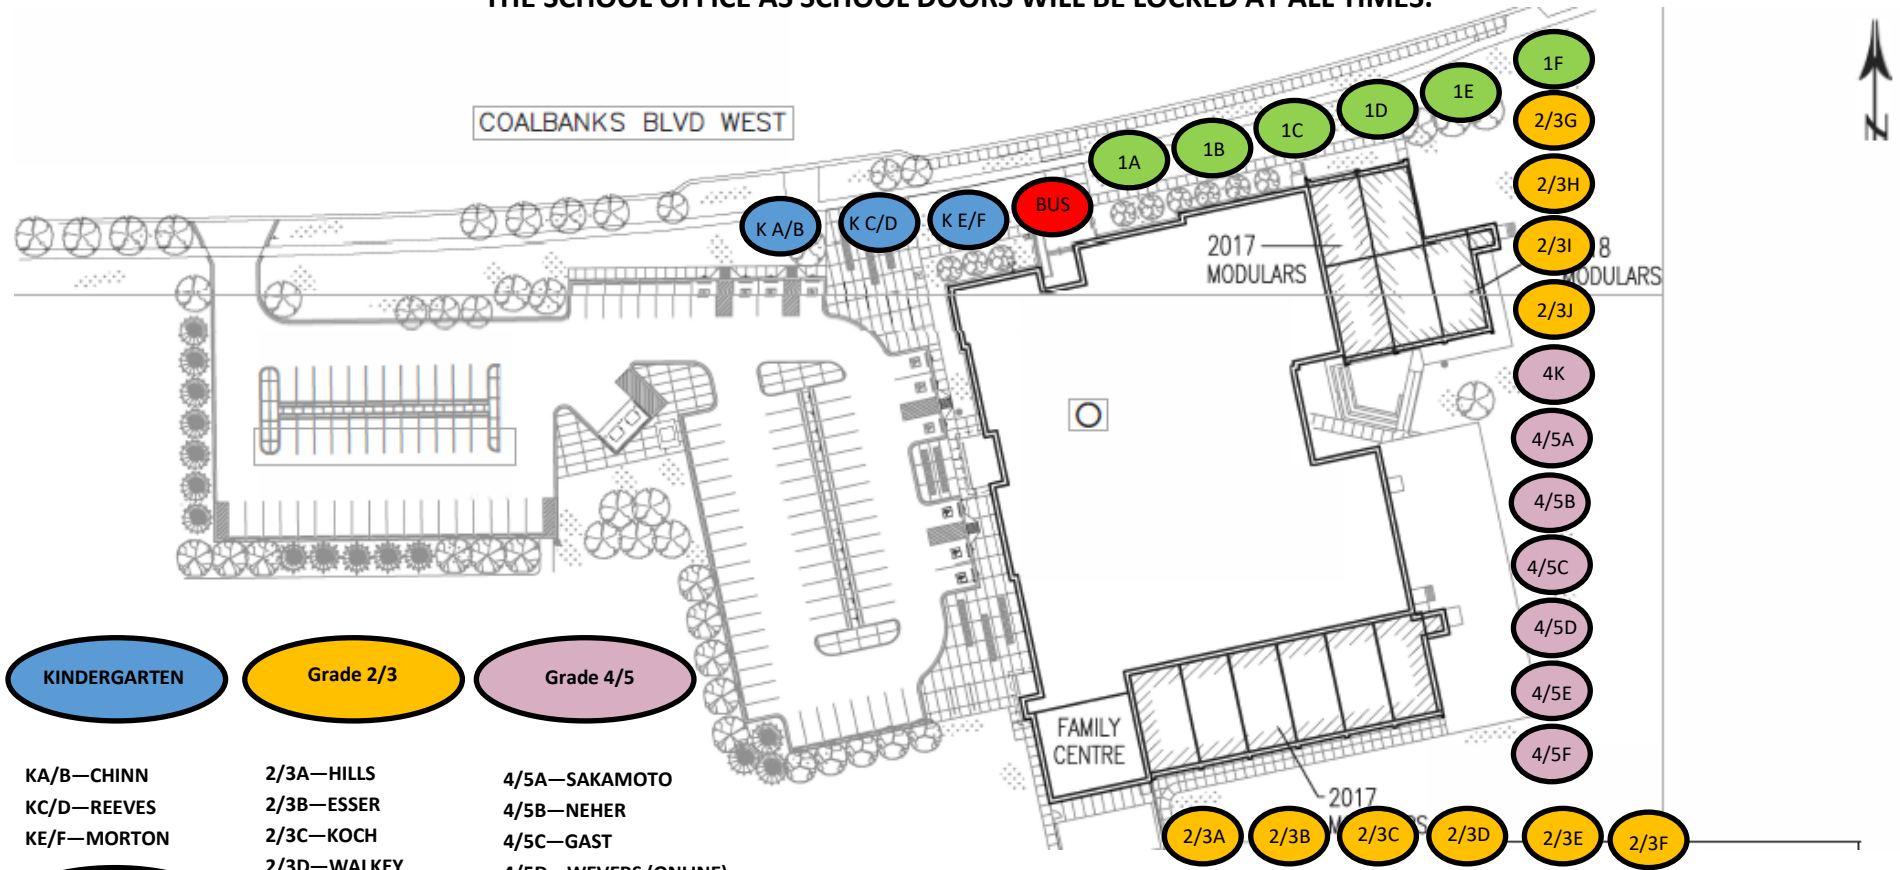 THE SCHOOL OFFICE AS SCHOOL DOORS WILL BE LOCKED AT ALL TIMES.
COALBANKS BLVD WEST
N
1F
1E
1D
1C
1B
1A
BUS
K E/F
K C/D
K A/B
2/3G
2/3H
2/3I
2/3J
4K
4/5A
4/5B
4/5C
4/5D
4/5E
4/5F
2017
MODULARS
18
MODULARS
FAMILY
CENTRE
2017
2/3A
2/3B
2/3C
2/3D
2/3E
2/3F
KINDERGARTEN
KA/B—CHINN
KC/D—REEVES
KE/F—MORTON
Grade 2/3
2/3A—HILLS
2/3B—ESSER
2/3C—KOCH
2/3D—WALKEY
Grade 4/5
4/5A—SAKAMOTO
4/5B—NEHER
4/5C—GAST
4/5D—WEVERS (ONLINE)